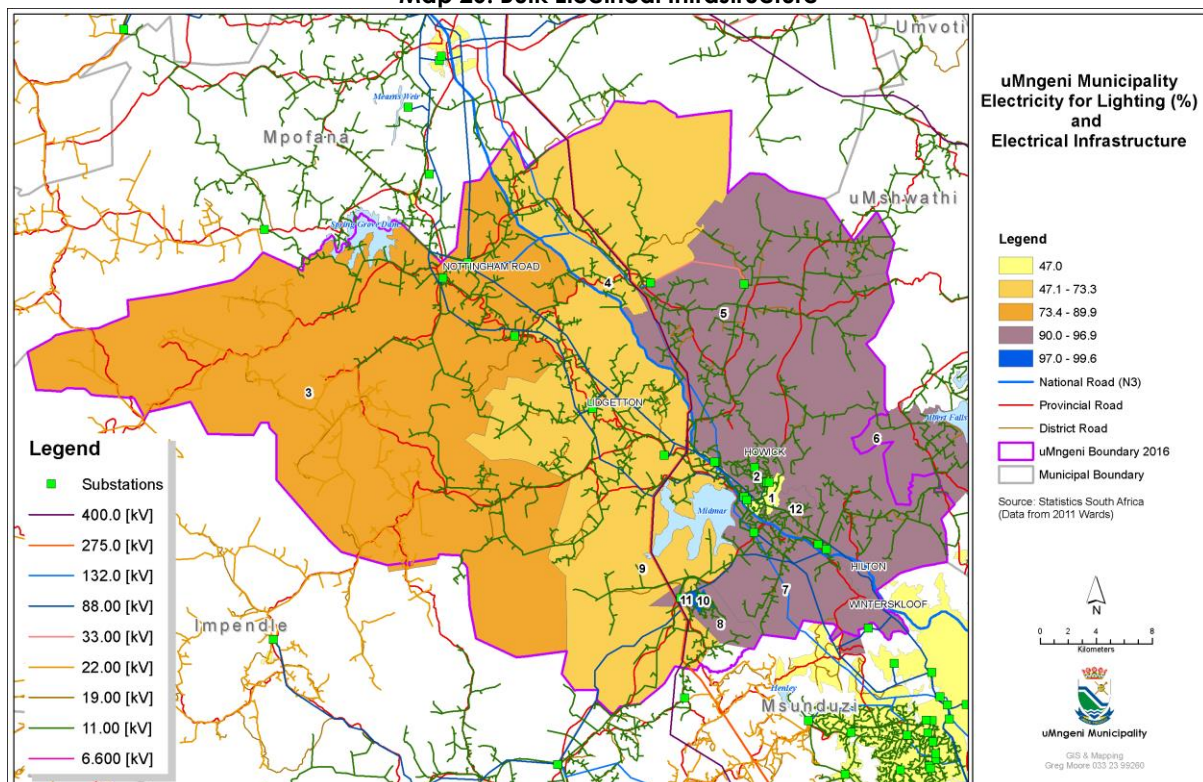 Umvoti
Mearns Weir
Mpofana
uMshwathi
Spring Grove Dam
NOTTINGHAM ROAD
4
5
3
LIDGETTON
Albert Falls
6
HOWICK
2
1
12
Midmar
9
HILTON
7
11 10
WINTERSKLOOF
8
Impendle
Henley
Msunduzi
Legend
Substations
400.0 [kV]
275.0 [kV]
132.0 [kV]
88.00 [kV]
33.00 [kV]
22.00 [kV]
19.00 [kV]
11.00 [kV]
6.600 [kV]
uMngeni Municipality
Electricity for Lighting (%)
and
Electrical Infrastructure
Legend
47.0
47.1 - 73.3
73.4 - 89.9
90.0 - 96.9
97.0 - 99.6
National Road (N3)
Provincial Road
District Road
uMngeni Boundary 2016
Municipal Boundary
Source: Statistics South Africa
(Data from 2011 Wards)
N
0 2 4 8
Kilometers
uMngeni Municipality
GIS & Mapping
Greg Moore 033 23 99260